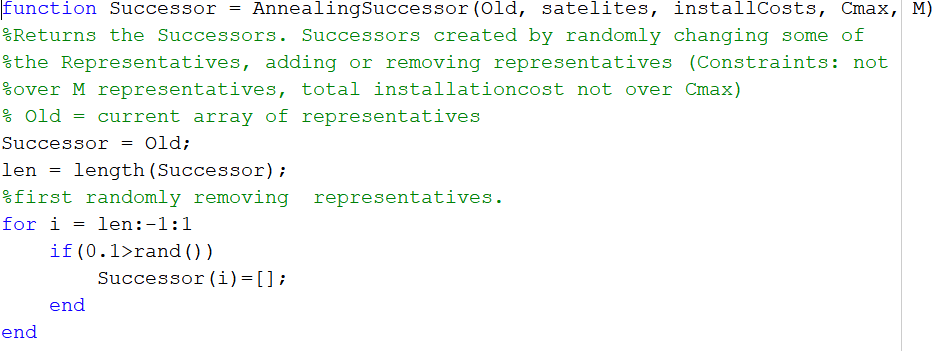 function Successor = AnnealingSuccessor(Old, satelites, installCosts, Cmax, M)
%Returns the Successors. Successors created by randomly changing some of
%the Representatives, adding or removing representatives (Constraints: not
%over M representatives, total installationcost not over Cmax)
% Old = current array of representatives
Successor = Old;
len = length(Successor);
%first randomly removing  representatives.
for i = len:-1:1
    if(0.1>rand())
        Successor(i)=[];
    end
end